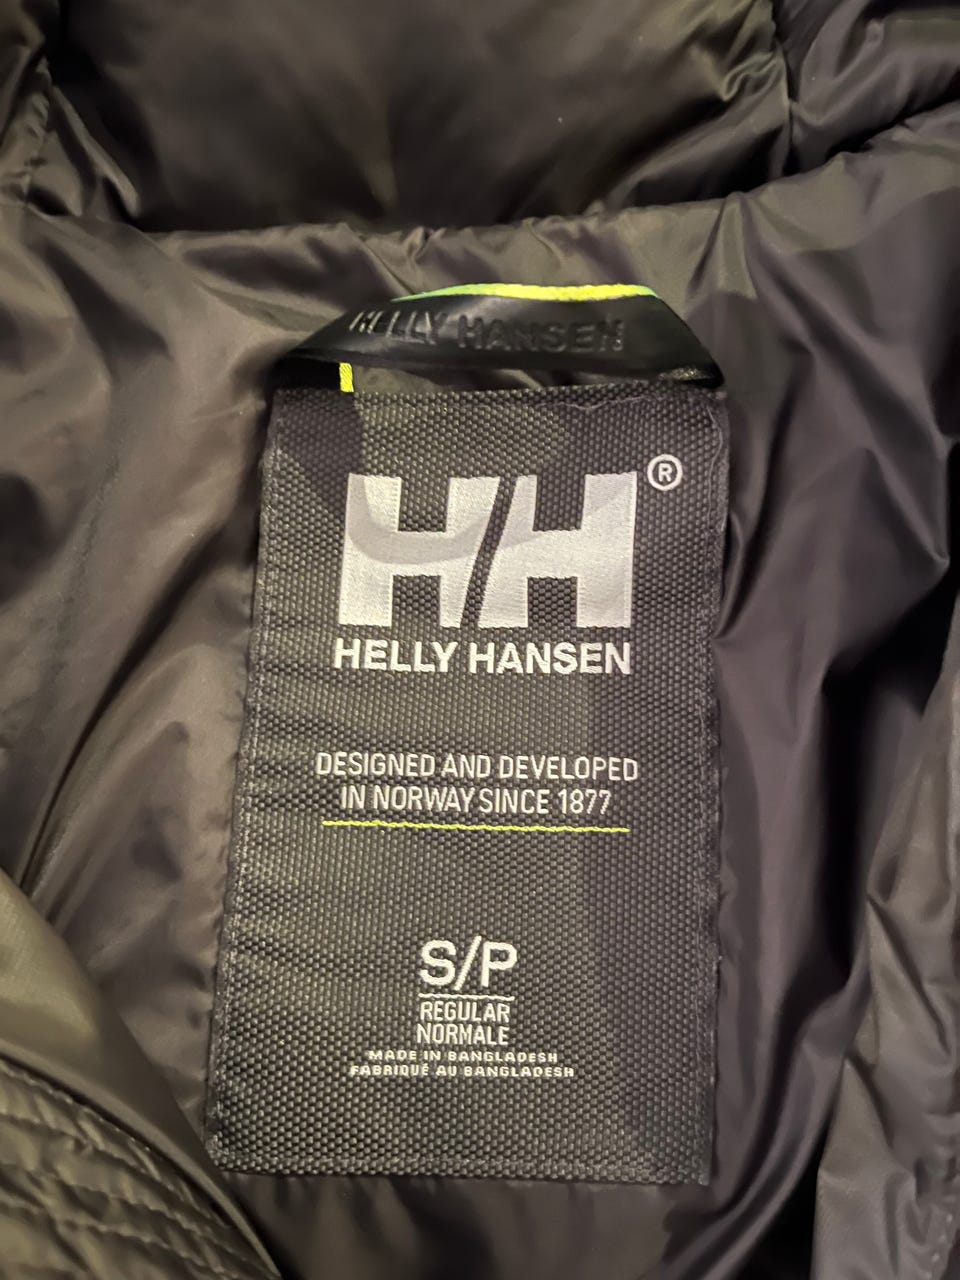 HELLY HANSEN
HH®
HELLY HANSEN
DESIGNED AND DEVELOPED
IN NORWAY SINCE 1877
S/P
REGULAR
NORMALE
MADE IN BANGLADESH
FABRIQUÉ AU BANGLADESH